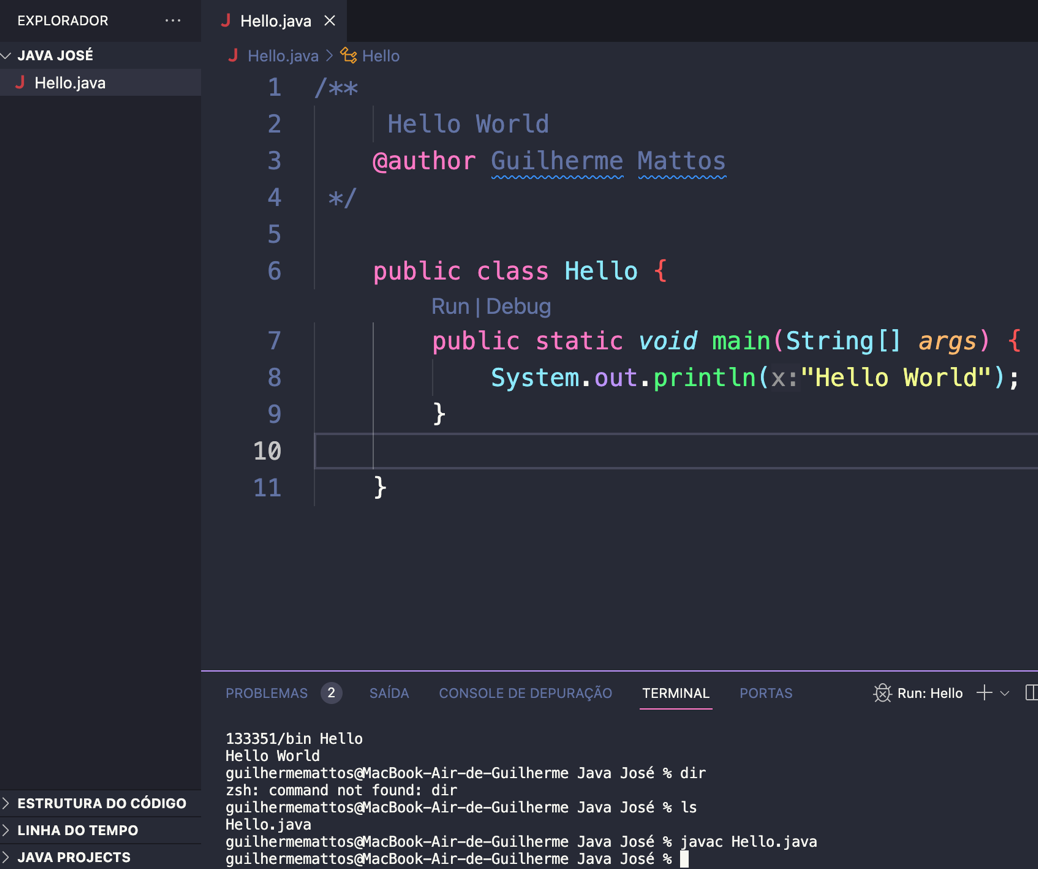 EXPLORADOR ···
J Hello.java ×
JAVA JOSÉ
J Hello.java > Hello
J Hello.java
1 /**
2 Hello World
3 @author Guilherme Mattos
4 */
5
6 public class Hello {
Run | Debug
7 public static void main(String[] args) {
8 System.out.println(x:"Hello World");
9 }
10
11 }
PROBLEMAS 2 SAÍDA CONSOLE DE DEPURAÇÃO TERMINAL PORTAS Run: Hello
133351/bin Hello
Hello World
guilhermemattos@MacBook-Air-de-Guilherme Java José % dir
zsh: command not found: dir
guilhermemattos@MacBook-Air-de-Guilherme Java José % ls
Hello.java
guilhermemattos@MacBook-Air-de-Guilherme Java José % javac Hello.java
guilhermemattos@MacBook-Air-de-Guilherme Java José %
ESTRUTURA DO CÓDIGO
LINHA DO TEMPO
JAVA PROJECTS